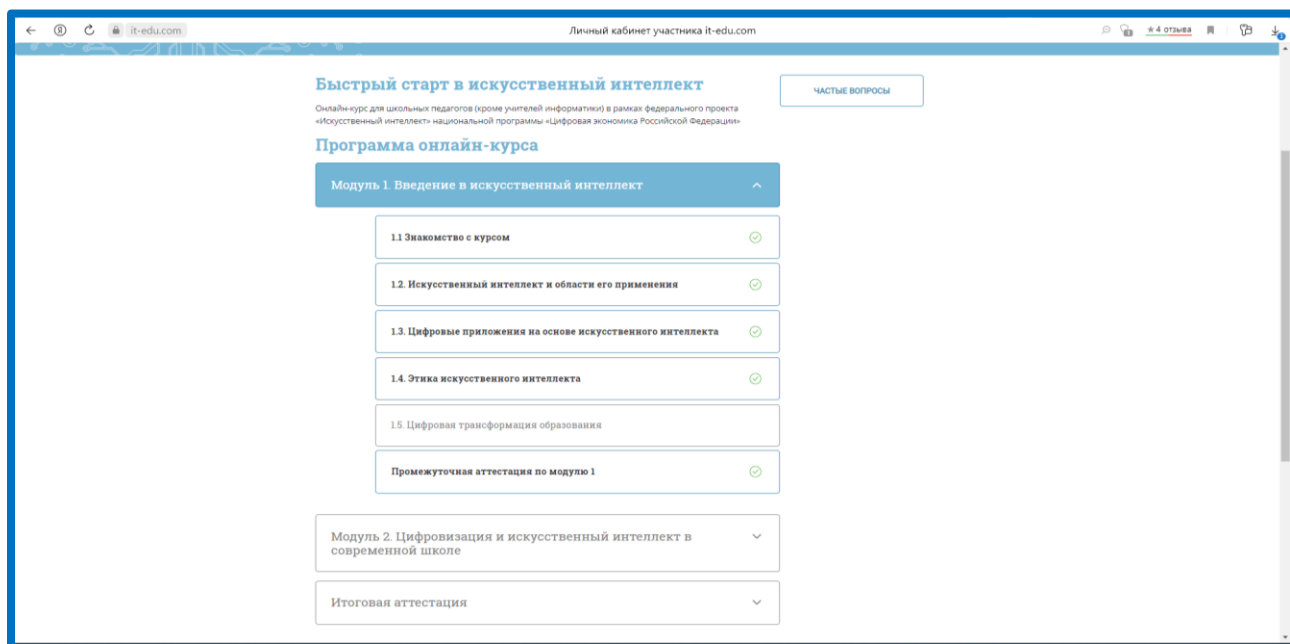 it-edu.com
Личный кабинет участника it-edu.com
★ 4 отзыва
Быстрый старт в искусственный интеллект
ЧАСТЫЕ ВОПРОСЫ
Онлайн-курс для школьных педагогов (кроме учителей информатики) в рамках федерального проекта
«Искусственный интеллект» национальной программы «Цифровая экономика Российской Федерации»
Программа онлайн-курса
Модуль 1. Введение в искусственный интеллект
1.1 Знакомство с курсом
1.2. Искусственный интеллект и области его применения
1.3. Цифровые приложения на основе искусственного интеллекта
1.4. Этика искусственного интеллекта
1.5. Цифровая трансформация образования
Промежуточная аттестация по модулю 1
Модуль 2. Цифровизация и искусственный интеллект в
современной школе
Итоговая аттестация